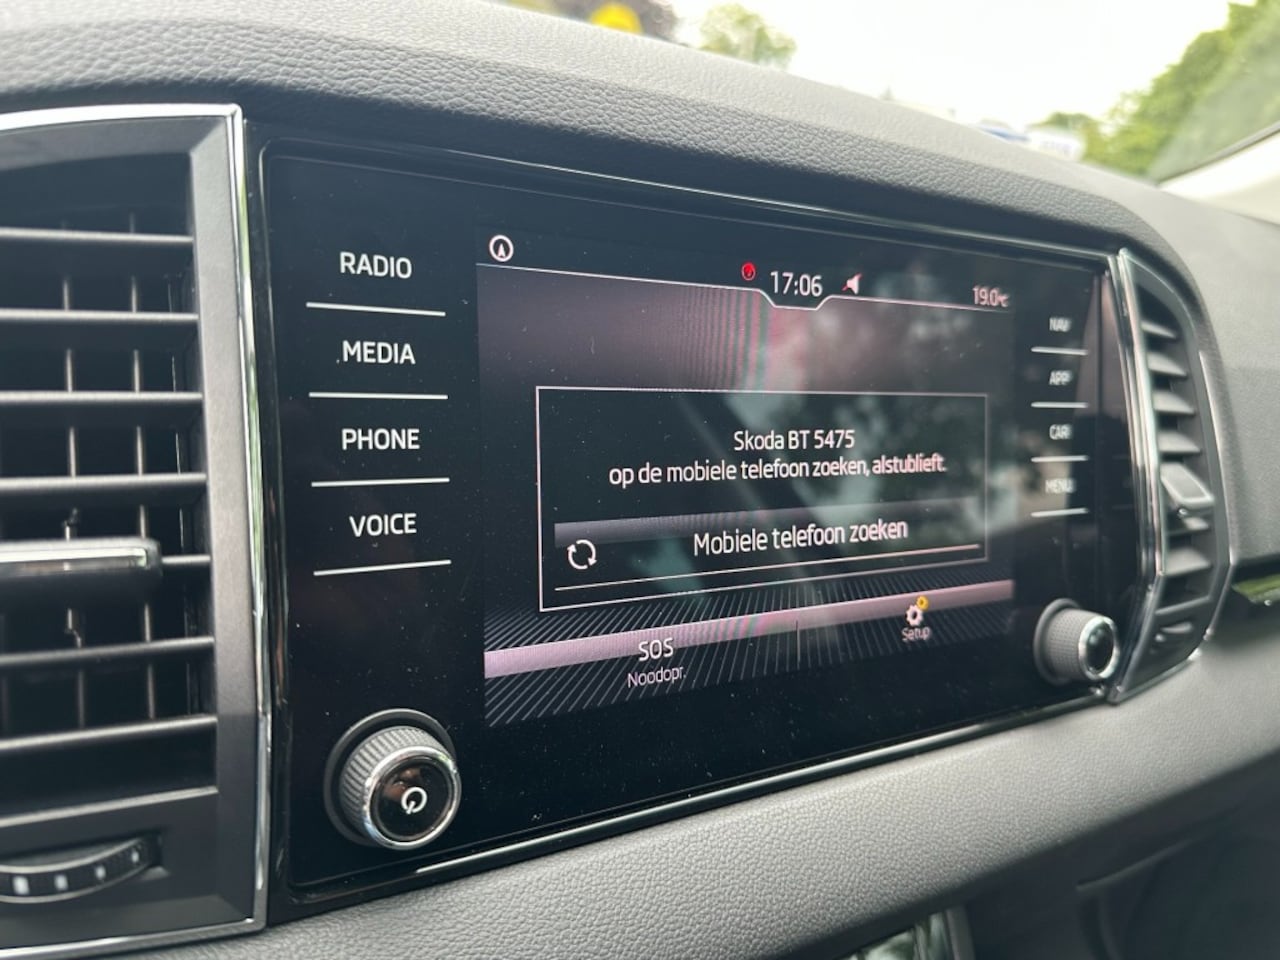 RADIO
MEDIA
PHONE
VOICE
17:06
19.0°C
Skoda BT 5475
op de mobiele telefoon zoeken, alstublieft.
Mobiele telefoon zoeken
SOS
Noodopr.
Setup
NAV
APP
CAR
MENU